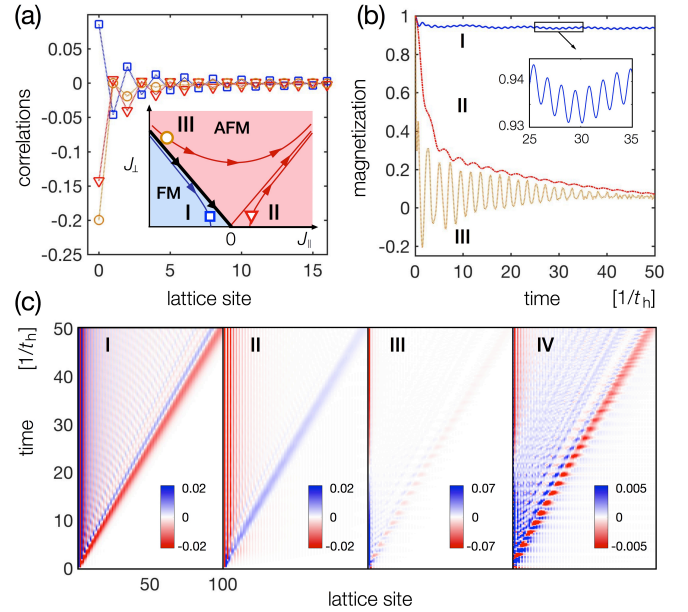 (a)
correlations
0.05
0
-0.05
-0.1
-0.15
-0.2
-0.25
0
5
10
15
lattice site
III
AFM
J⊥
FM
I
II
0
J∥
(b)
magnetization
1
0.8
0.6
0.4
0.2
0
-0.2
I
II
III
0.94
0.93
25
30
35
0
10
20
30
40
50
time
[1/t_h]
(c)
[1/t_h]
time
50
40
30
20
10
0
I
0.02
0
-0.02
II
0.02
0
-0.02
III
0.07
0
-0.07
IV
0.005
0
-0.005
50
100
lattice site